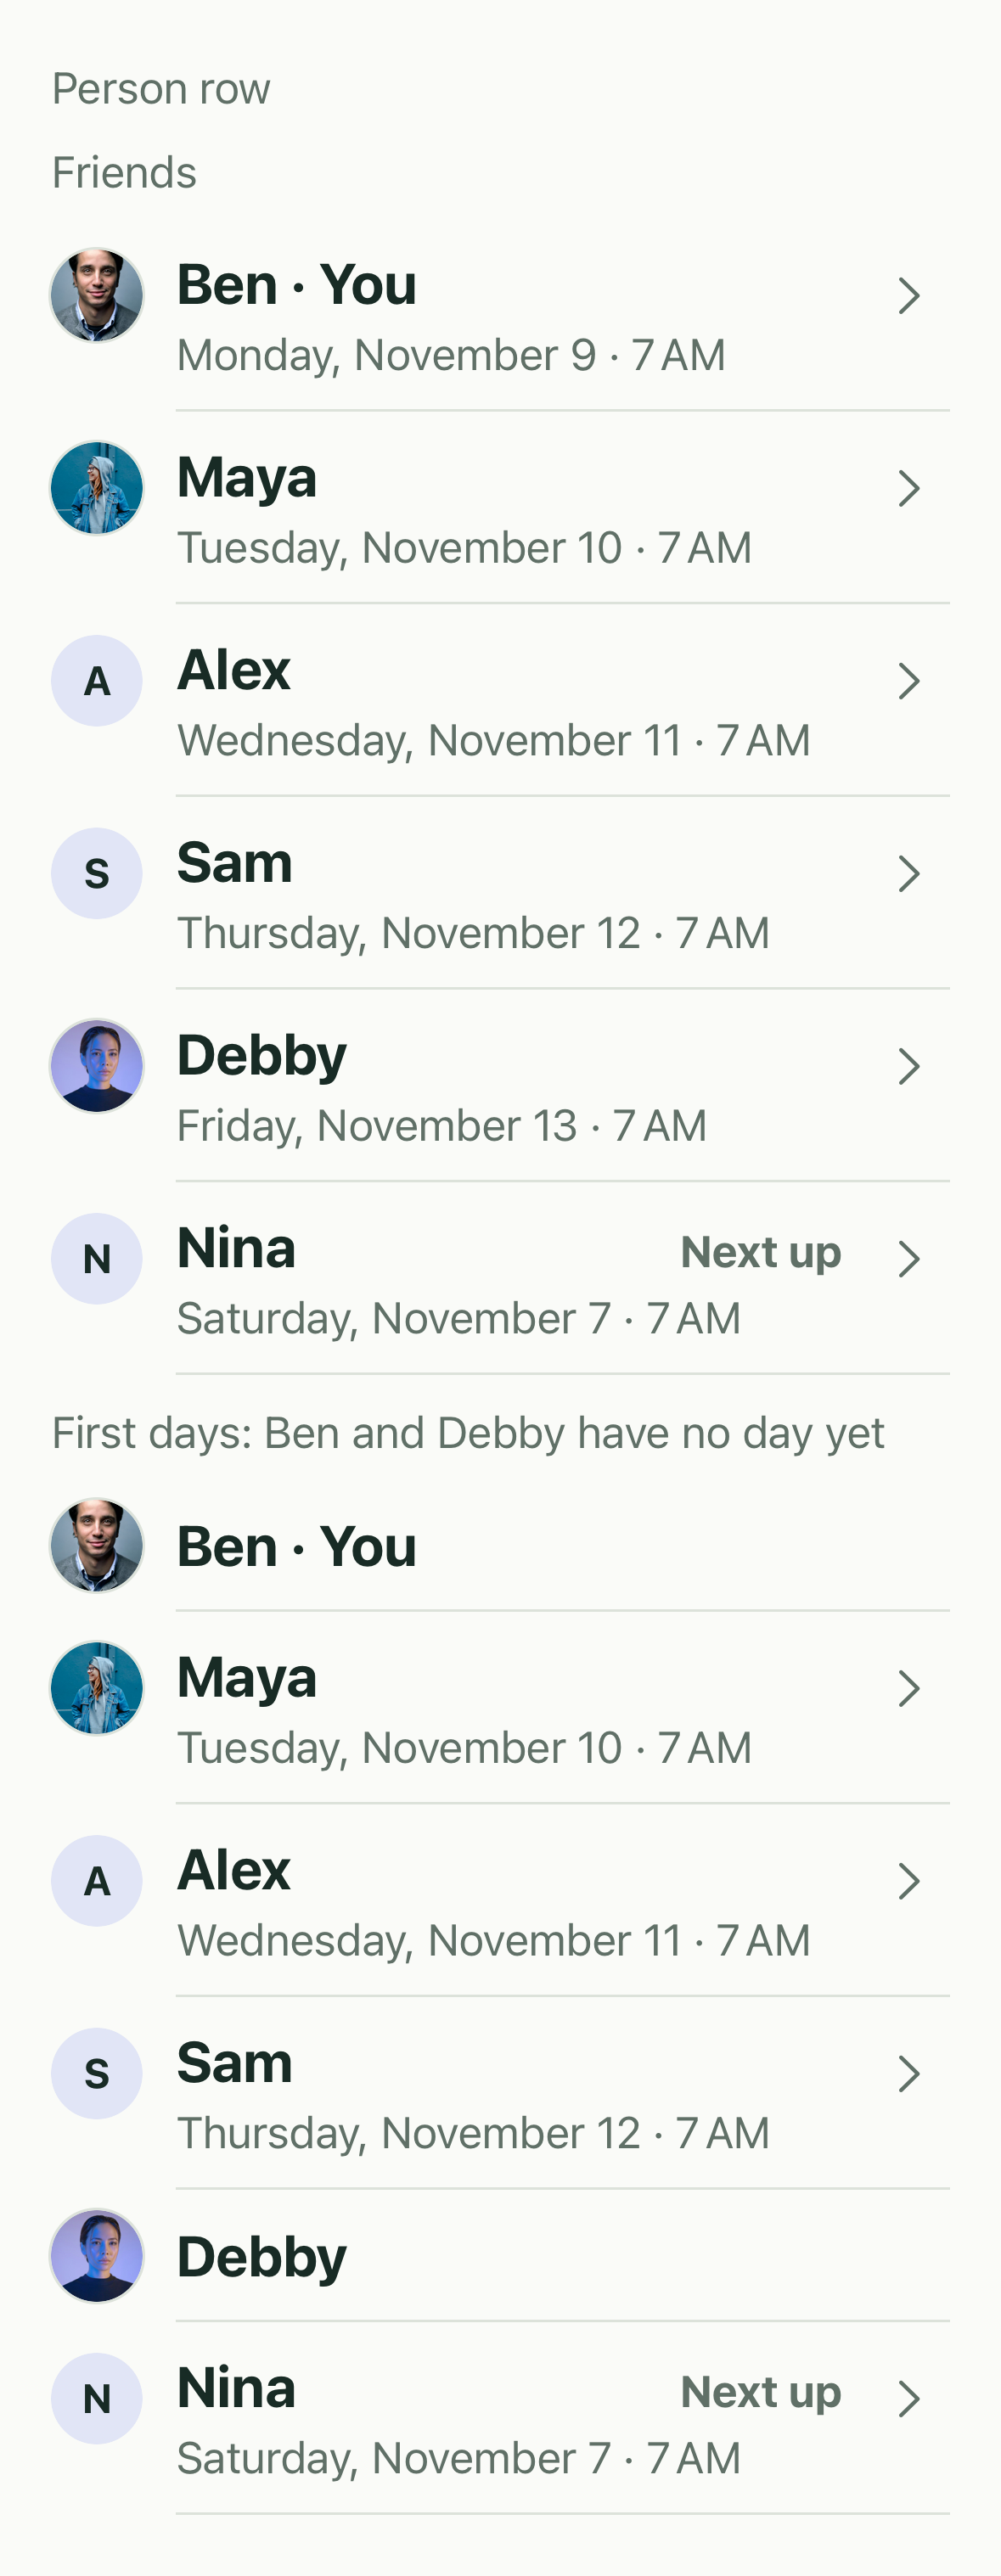 Person row
Friends
Ben · You
Monday, November 9 · 7 AM
Maya
Tuesday, November 10 · 7 AM
A
Alex
Wednesday, November 11 · 7 AM
S
Sam
Thursday, November 12 · 7 AM
Debby
Friday, November 13 · 7 AM
N
Nina
Next up
Saturday, November 7 · 7 AM
First days: Ben and Debby have no day yet
Ben · You
Maya
Tuesday, November 10 · 7 AM
A
Alex
Wednesday, November 11 · 7 AM
S
Sam
Thursday, November 12 · 7 AM
Debby
N
Nina
Next up
Saturday, November 7 · 7 AM